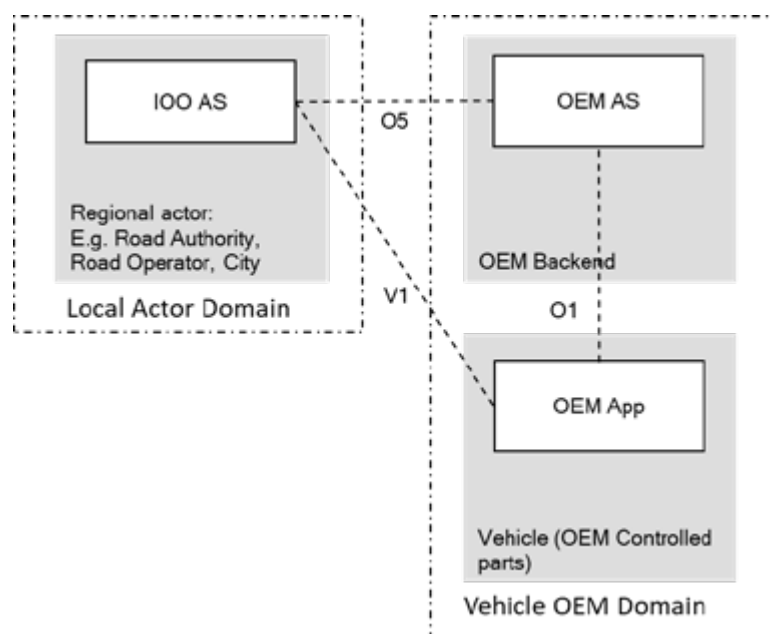 IOO AS
OEM AS
O5
Regional actor:
E.g. Road Authority,
Road Operator, City
OEM Backend
Local Actor Domain
V1
O1
OEM App
Vehicle (OEM Controlled
parts)
Vehicle OEM Domain